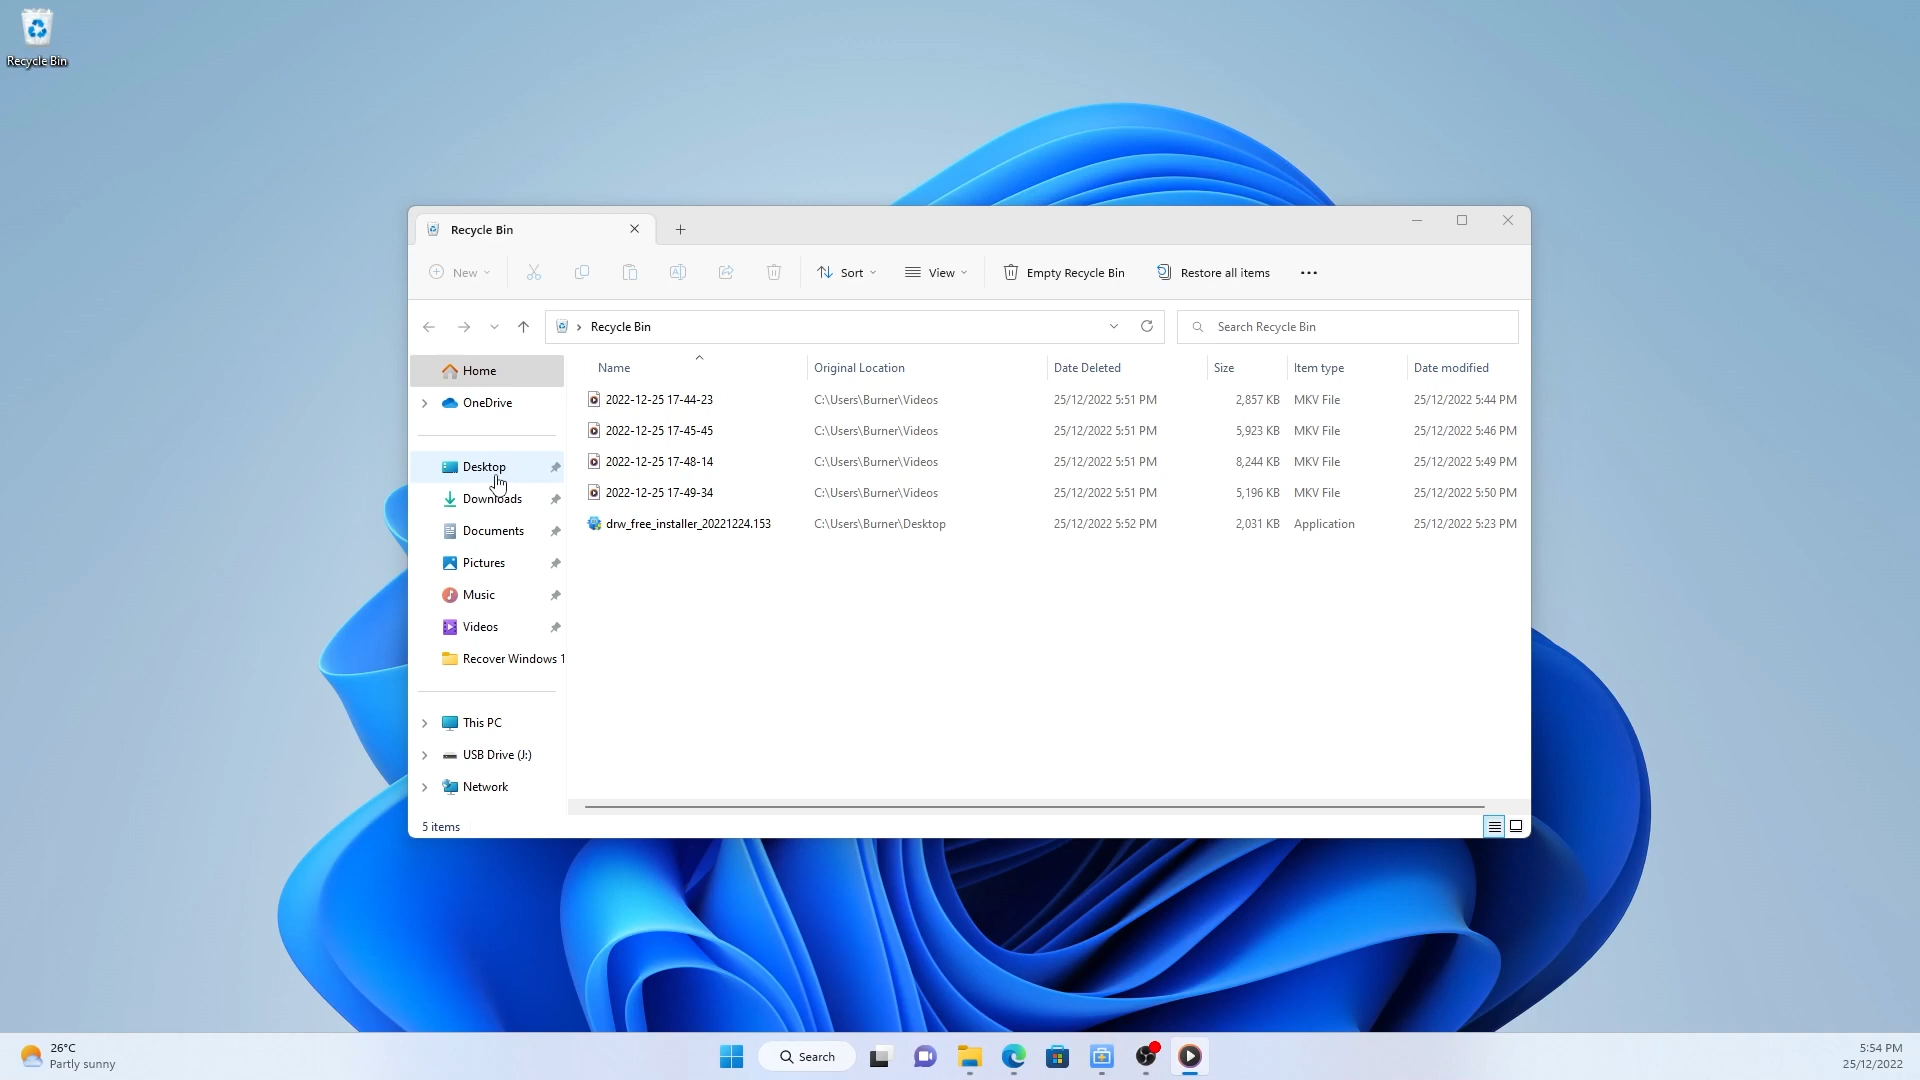 Recycle Bin
Recycle Bin
New
Sort
View
Empty Recycle Bin
Restore all items
Recycle Bin
Search Recycle Bin
Home
OneDrive
Desktop
Downloads
Documents
Pictures
Music
Videos
Recover Windows 1
This PC
USB Drive (J:)
Network
Name Original Location Date Deleted Size Item type Date modified
2022-12-25 17-44-23 C:\Users\Burner\Videos 25/12/2022 5:51 PM 2,857 KB MKV File 25/12/2022 5:44 PM
2022-12-25 17-45-45 C:\Users\Burner\Videos 25/12/2022 5:51 PM 5,923 KB MKV File 25/12/2022 5:46 PM
2022-12-25 17-48-14 C:\Users\Burner\Videos 25/12/2022 5:51 PM 8,244 KB MKV File 25/12/2022 5:49 PM
2022-12-25 17-49-34 C:\Users\Burner\Videos 25/12/2022 5:51 PM 5,196 KB MKV File 25/12/2022 5:50 PM
drw_free_installer_20221224.153 C:\Users\Burner\Desktop 25/12/2022 5:52 PM 2,031 KB Application 25/12/2022 5:23 PM
5 items
26°C
Partly sunny
Search
5:54 PM
25/12/2022